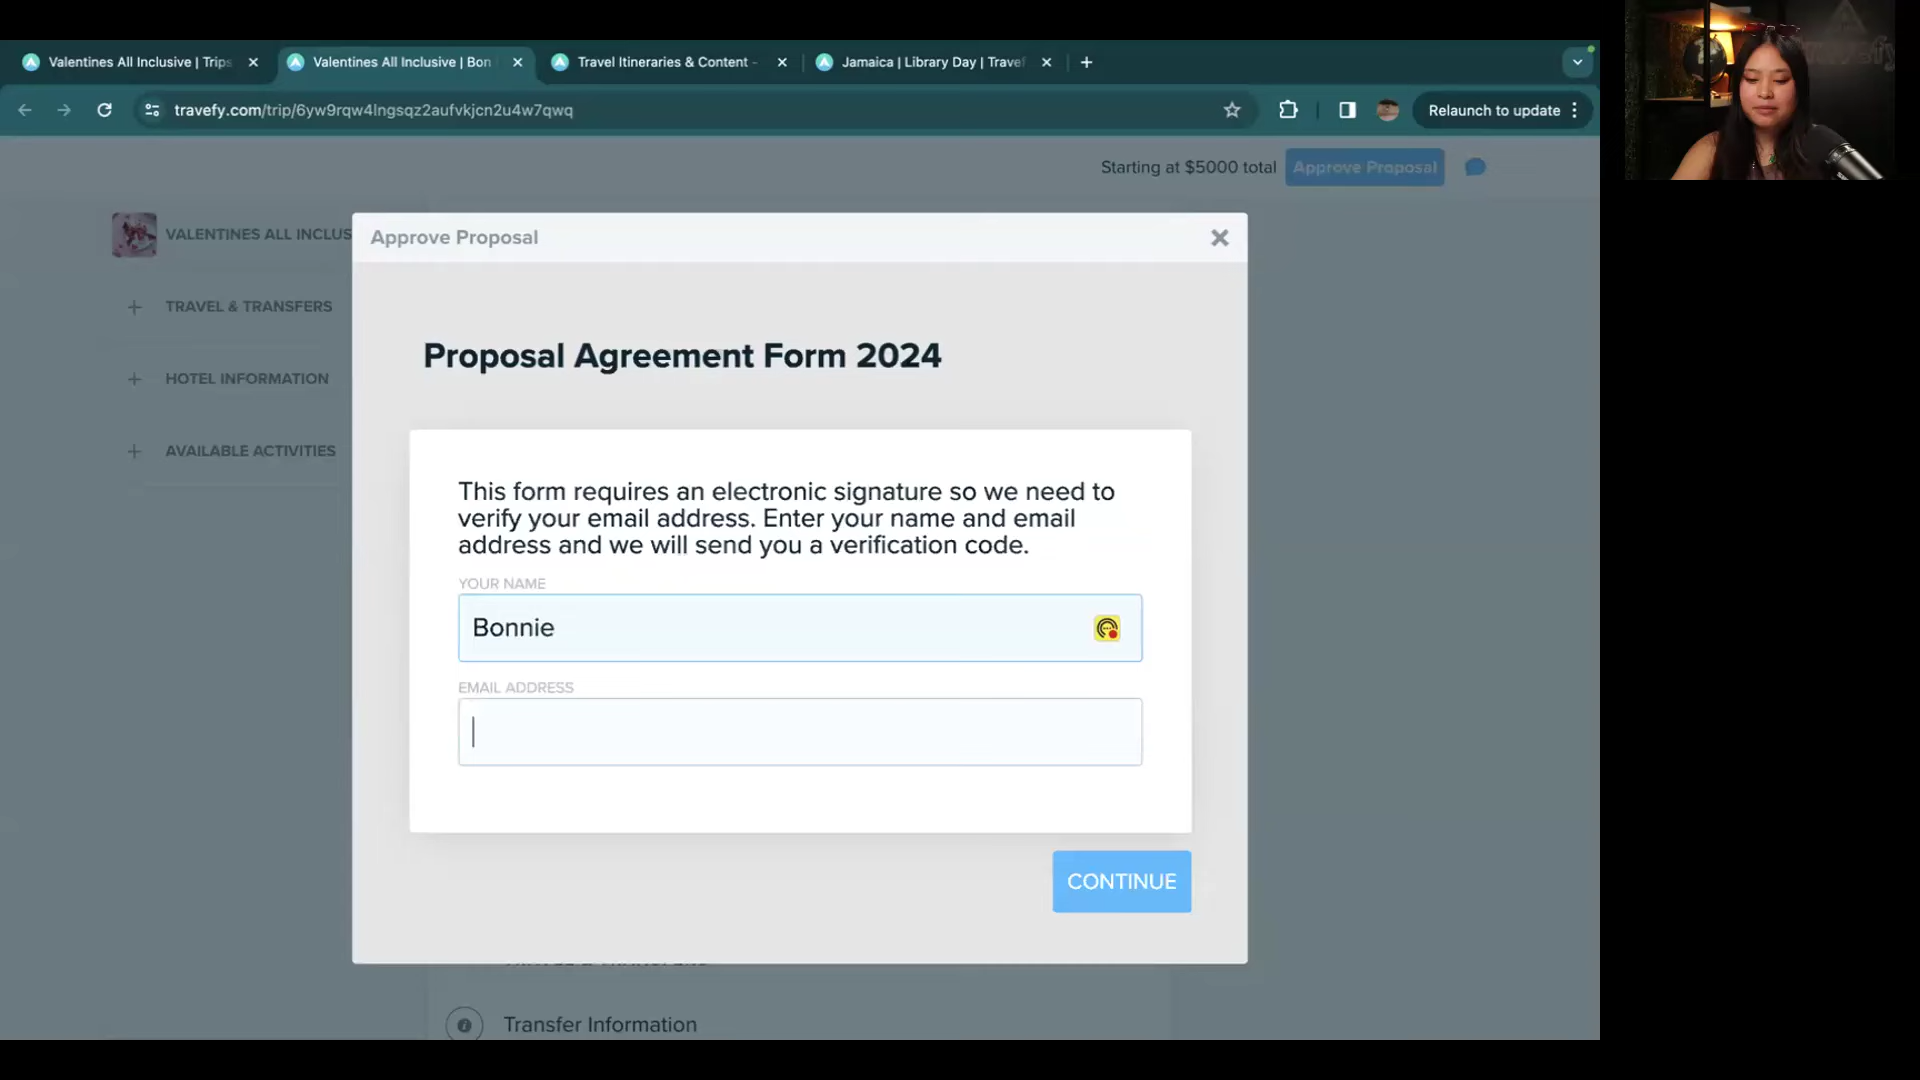 Valentines All Inclusive | Trips
Valentines All Inclusive | Bon
Travel Itineraries & Content -
Jamaica | Library Day | Travef
travefy.com/trip/6yw9rqw4lngsqz2aufvkjcn2u4w7qwq
Relaunch to update
Starting at $5000 total
Approve Proposal
VALENTINES ALL INCLUS
TRAVEL & TRANSFERS
HOTEL INFORMATION
AVAILABLE ACTIVITIES
Approve Proposal
Proposal Agreement Form 2024
This form requires an electronic signature so we need to
verify your email address. Enter your name and email
address and we will send you a verification code.
YOUR NAME
Bonnie
EMAIL ADDRESS
CONTINUE
Transfer Information